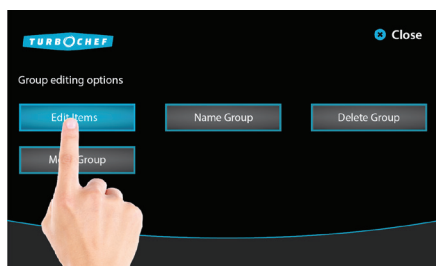 TURBOCHEF
Close
Group editing options
Edit Items
Name Group
Delete Group
Group